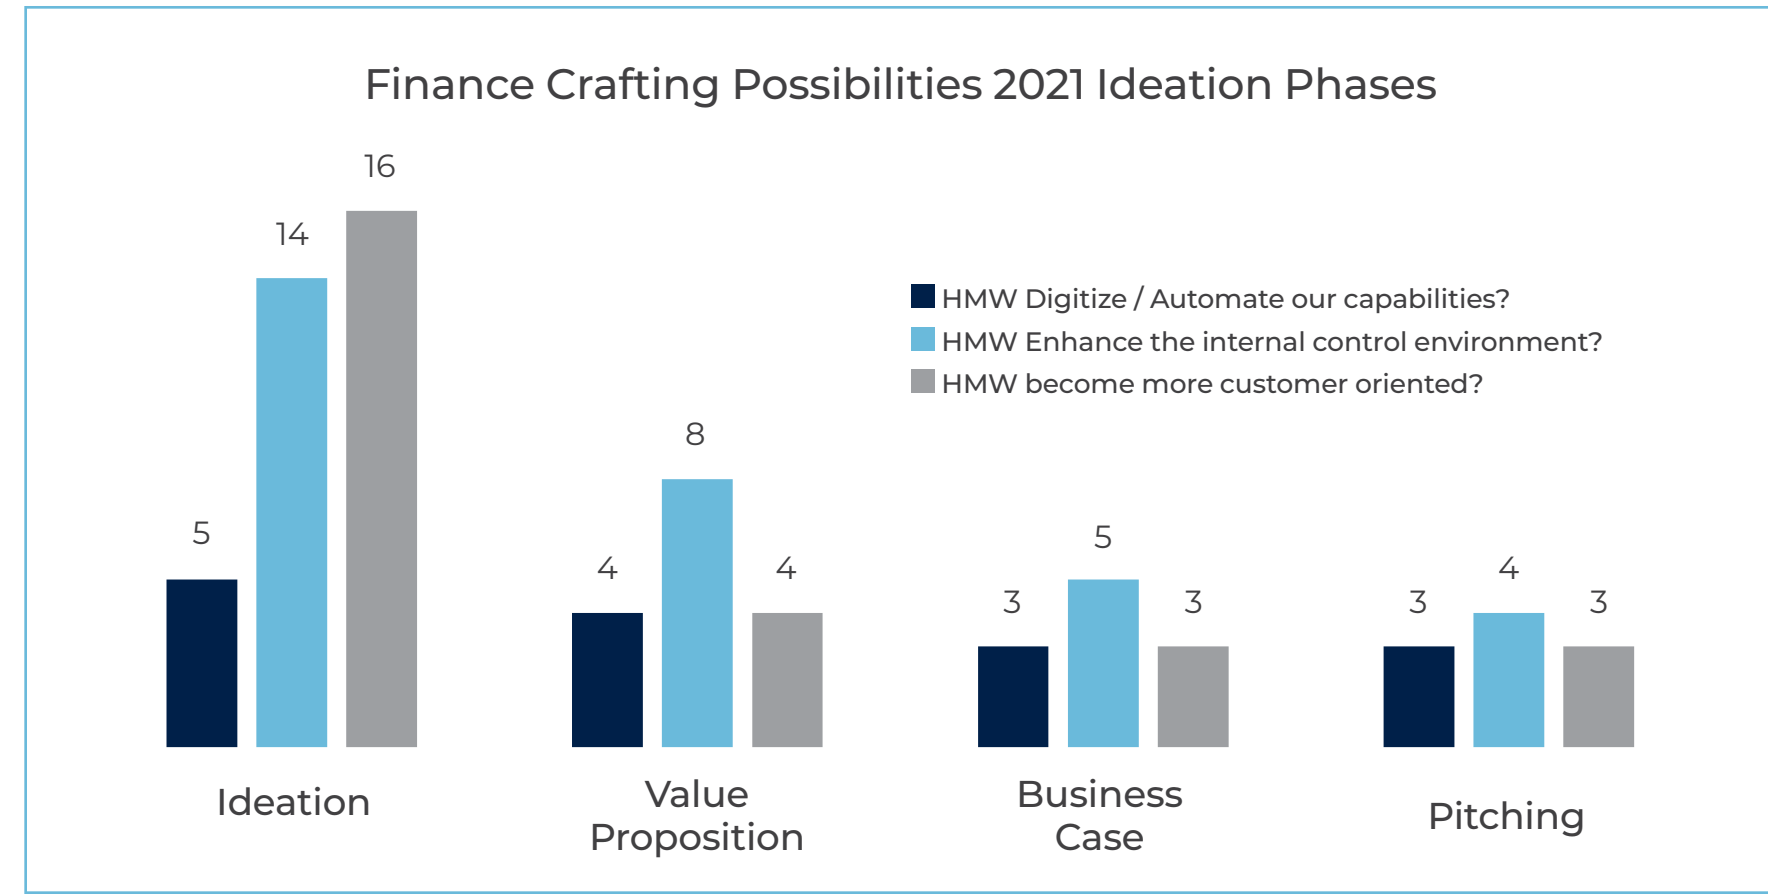 Finance Crafting Possibilities 2021 Ideation Phases
16
14
5
HMW Digitize / Automate our capabilities?
HMW Enhance the internal control environment?
HMW become more customer oriented?
8
4
4
5
3
3
4
3
3
Ideation
Value
Proposition
Business
Case
Pitching